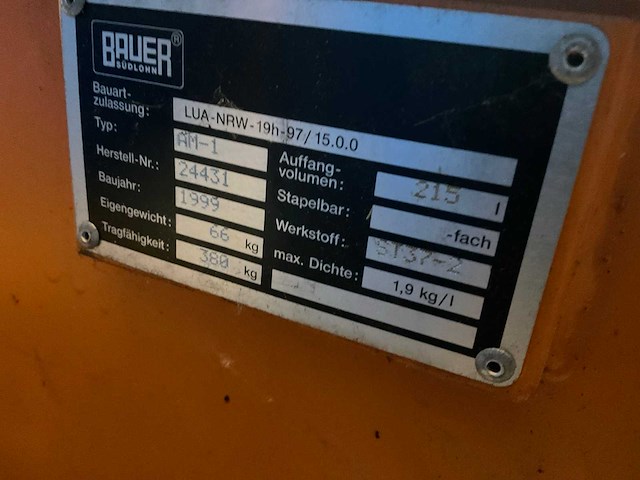 BAUER®
SÜDLOHN
Bauart-
zulassung: LUA-NRW-19h-97/15.0.0
Typ: AM-1
Herstell-Nr.: 24431
Baujahr: 1999
Eigengewicht: 66 kg
Tragfähigkeit: 380 kg
Auffang-
volumen: 215 l
Stapelbar: -fach
Werkstoff: ST37-2
max. Dichte: 1,9 kg/l